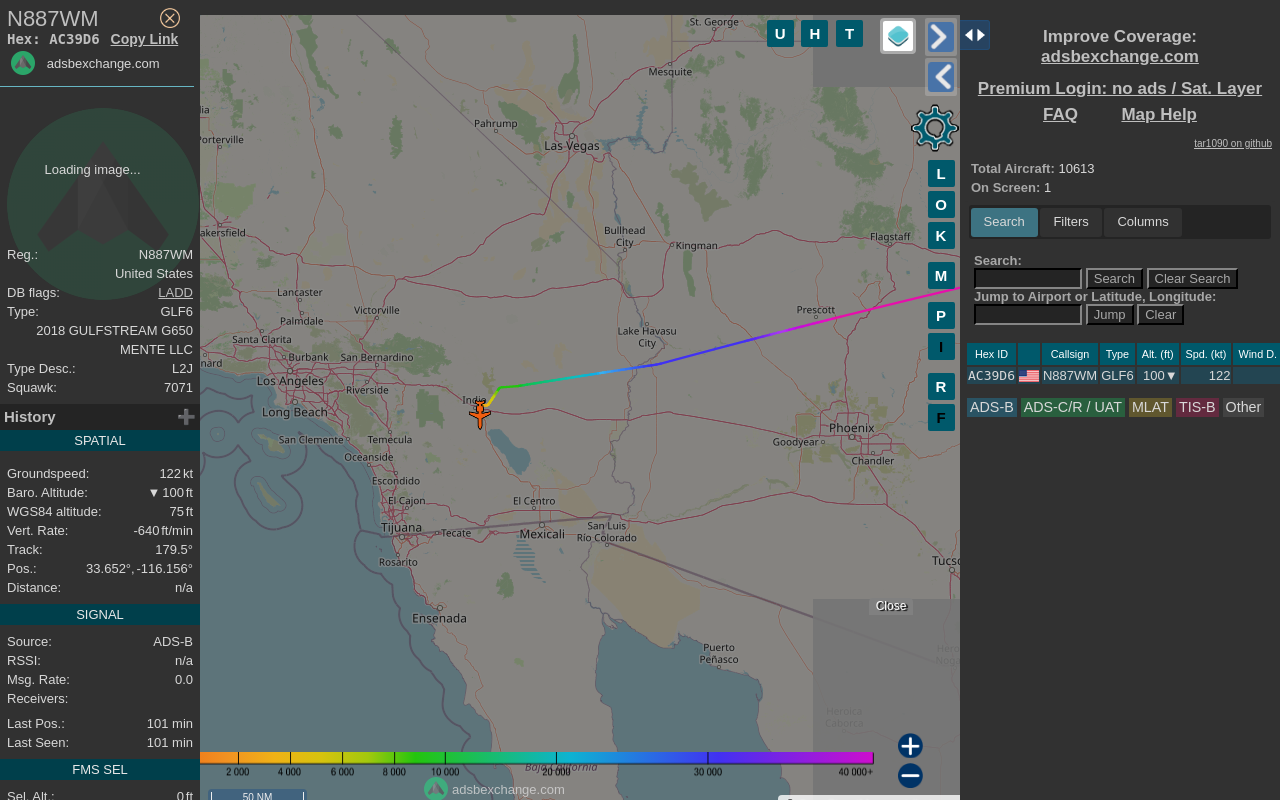 N887WM
Hex: AC39D6 Copy Link
adsbexchange.com
Loading image...
Reg.: N887WM
United States
DB flags: LADD
Type: GLF6
2018 GULFSTREAM G650
MENTE LLC
Type Desc.: L2J
Squawk: 7071
History
SPATIAL
Groundspeed: 122 kt
Baro. Altitude: ▼ 100 ft
WGS84 altitude: 75 ft
Vert. Rate: -640 ft/min
Track: 179.5°
Pos.: 33.652°, -116.156°
Distance: n/a
SIGNAL
Source: ADS-B
RSSI: n/a
Msg. Rate: 0.0
Receivers:
Last Pos.: 101 min
Last Seen: 101 min
FMS SEL
Sel. Alt.: 0 ft
St. George
Mesquite
Pahrump
Porterville
Las Vegas
Bullhead
City
Kingman
Flagstaff
akersfield
Lancaster
Palmdale
Victorville
Prescott
Santa Clarita
Lake Havasu
City
Burbank
San Bernardino
nard
Los Angeles
Riverside
Indio
Long Beach
Phoenix
San Clemente
Temecula
Goodyear
Oceanside
Chandler
Escondido
El Cajon
El Centro
Tijuana
Tecate
Mexicali
San Luis
Río Colorado
Rosarito
Tucso
Ensenada
Puerto
Peñasco
Heroica
Caborca
Baja California
U H T
L
O
K
M
P
I
R
F
Close
2 000 4 000 6 000 8 000 10 000 20 000 30 000 40 000+
adsbexchange.com
50 NM
Improve Coverage:
adsbexchange.com
Premium Login: no ads / Sat. Layer
FAQ Map Help
tar1090 on github
Total Aircraft: 10613
On Screen: 1
Search Filters Columns
Search:
Search Clear Search
Jump to Airport or Latitude, Longitude:
Jump Clear
Hex ID Callsign Type Alt. (ft) Spd. (kt) Wind D.
AC39D6 N887WM GLF6 100▼ 122
ADS-B ADS-C/R / UAT MLAT TIS-B Other